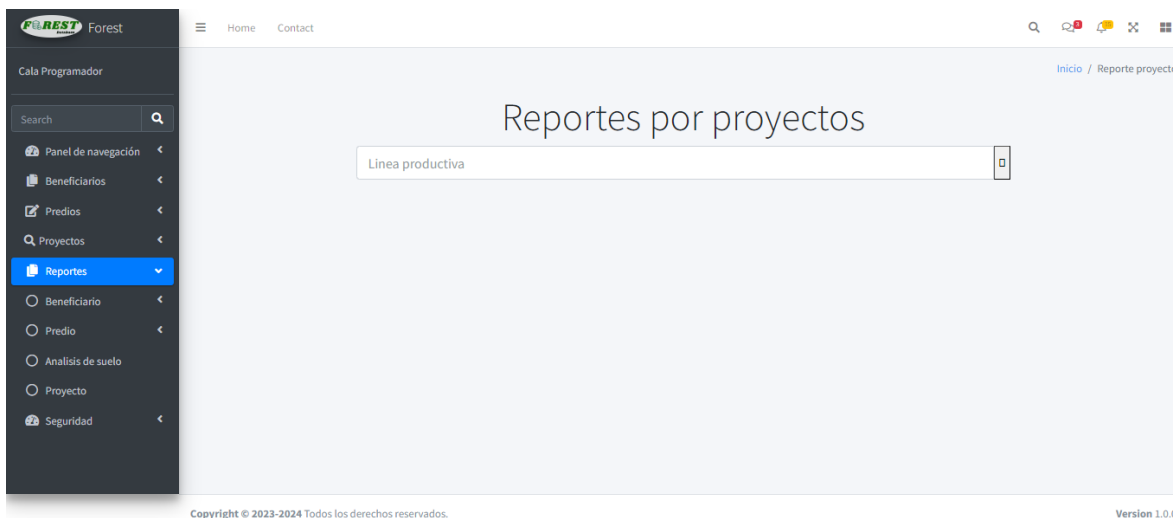 FOREST Forest
Home Contact
3
Cala Programador
Inicio / Reporte proyecto
Search
Reportes por proyectos
Linea productiva
Panel de navegación
Beneficiarios
Predios
Proyectos
Reportes
Beneficiario
Predio
Analisis de suelo
Proyecto
Seguridad
Copyright © 2023-2024 Todos los derechos reservados.
Version 1.0.0